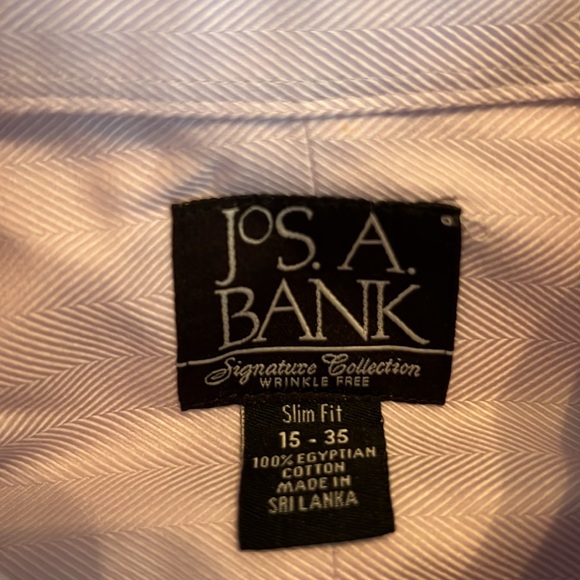 JOS. A.
BANK
Signature Collection
WRINKLE FREE
Slim Fit
15 - 35
100% EGYPTIAN
COTTON
MADE IN
SRI LANKA